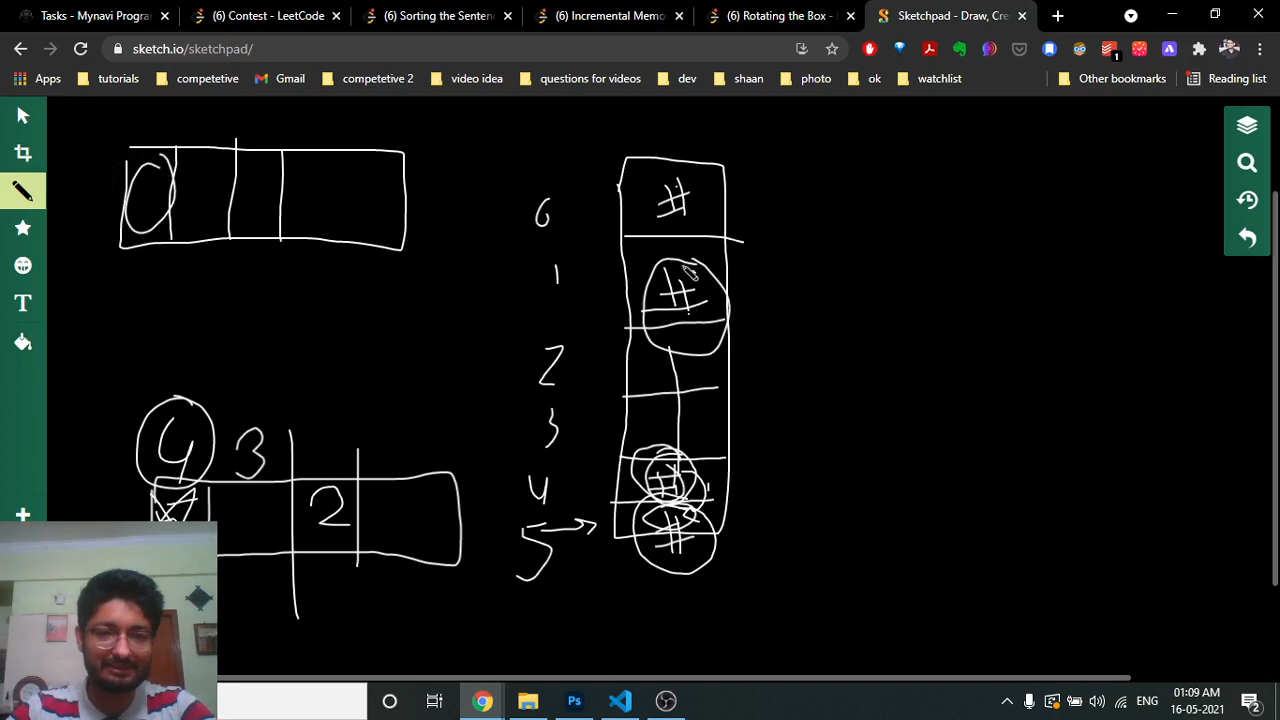 Tasks - Mynavi Progra
(6) Contest - LeetCode
(6) Sorting the Senten
(6) Incremental Memo
(6) Rotating the Box -
Sketchpad - Draw, Cre
sketch.io/sketchpad/
1
Apps
tutorials
competetive
Gmail
competetive 2
video idea
questions for videos
dev
shaan
photo
ok
watchlist
Other bookmarks
Reading list
0
#
1
#
2
3
4
#
5
#
4
3
2
T
Ps
ENG
01:09 AM
16-05-2021
2